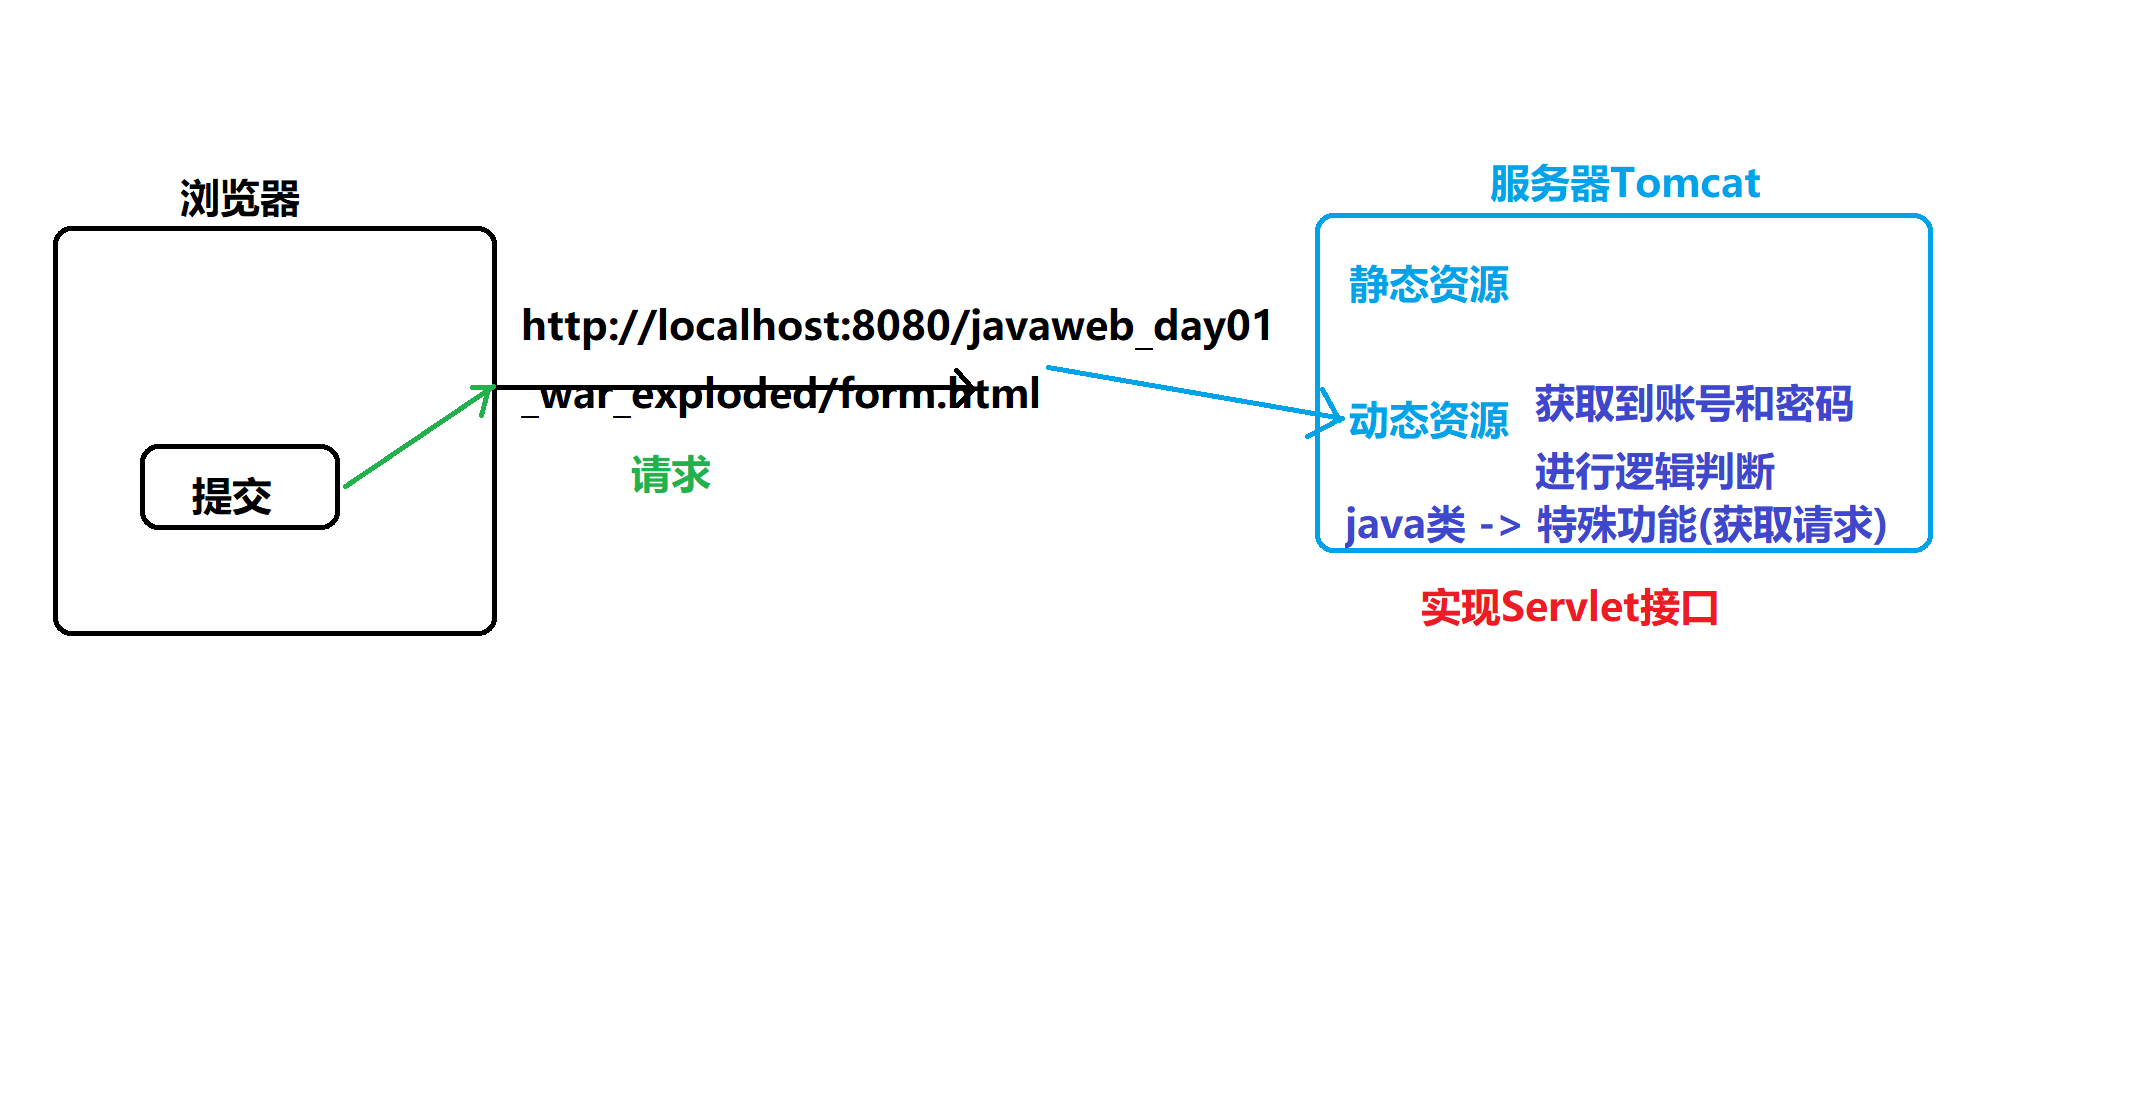 浏览器
提交
http://localhost:8080/javaweb_day01
_war_exploded/form.html
请求
服务器Tomcat
静态资源
动态资源 获取到账号和密码
进行逻辑判断
java类 -> 特殊功能(获取请求)
实现Servlet接口